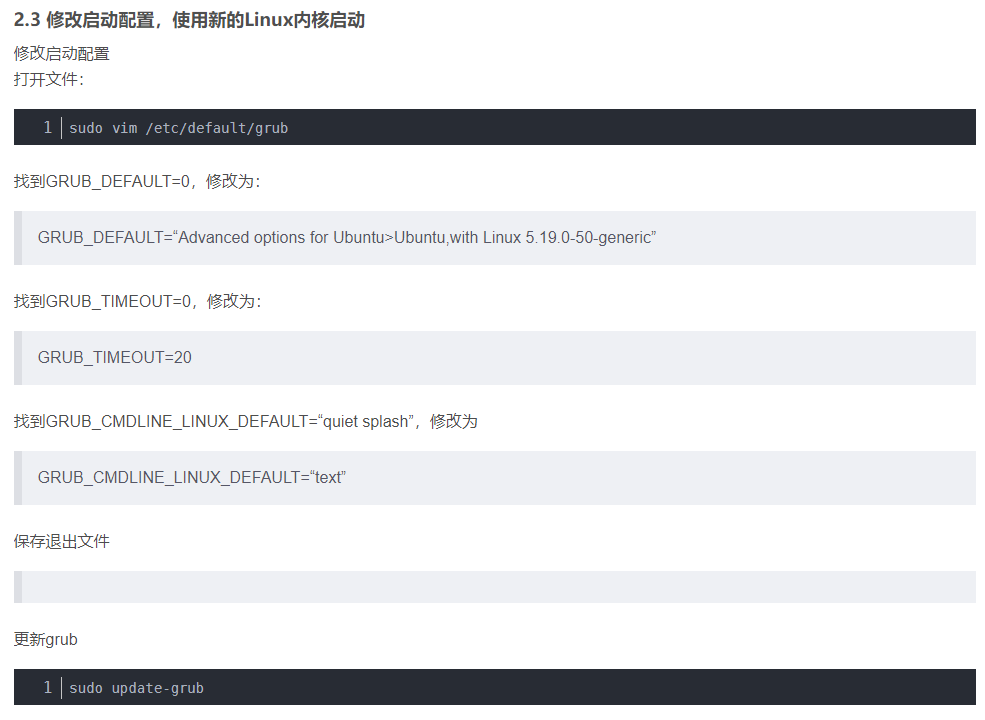 2.3 修改启动配置，使用新的Linux内核启动
修改启动配置
打开文件：
1 sudo vim /etc/default/grub
找到GRUB_DEFAULT=0，修改为：
GRUB_DEFAULT=“Advanced options for Ubuntu>Ubuntu,with Linux 5.19.0-50-generic”
找到GRUB_TIMEOUT=0，修改为：
GRUB_TIMEOUT=20
找到GRUB_CMDLINE_LINUX_DEFAULT=“quiet splash”，修改为
GRUB_CMDLINE_LINUX_DEFAULT=“text”
保存退出文件
更新grub
1 sudo update-grub